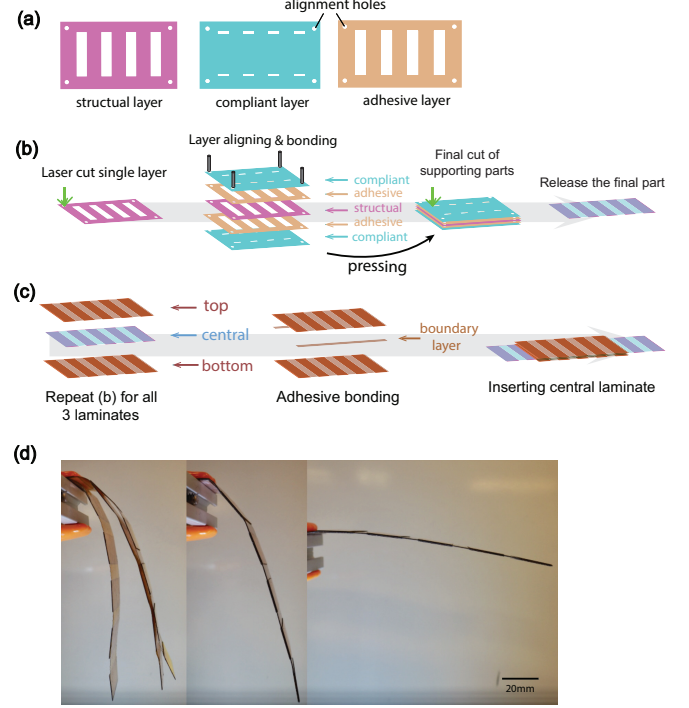 alignment holes
(a)
structual layer
compliant layer
adhesive layer
(b)
Layer aligning & bonding
Laser cut single layer
compliant
adhesive
structual
adhesive
compliant
pressing
Final cut of
supporting parts
Release the final part
(c)
top
central
bottom
boundary
layer
Repeat (b) for all
3 laminates
Adhesive bonding
Inserting central laminate
(d)
20mm